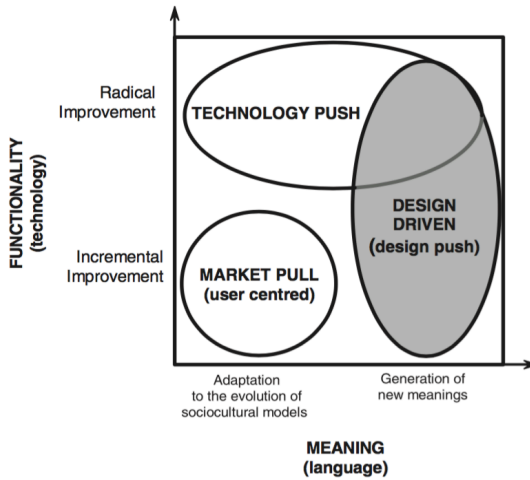 Radical
Improvement
TECHNOLOGY PUSH
FUNCTIONALITY
(technology)
DESIGN
DRIVEN
(design push)
Incremental
Improvement
MARKET PULL
(user centred)
Adaptation
to the evolution of
sociocultural models
Generation of
new meanings
MEANING
(language)